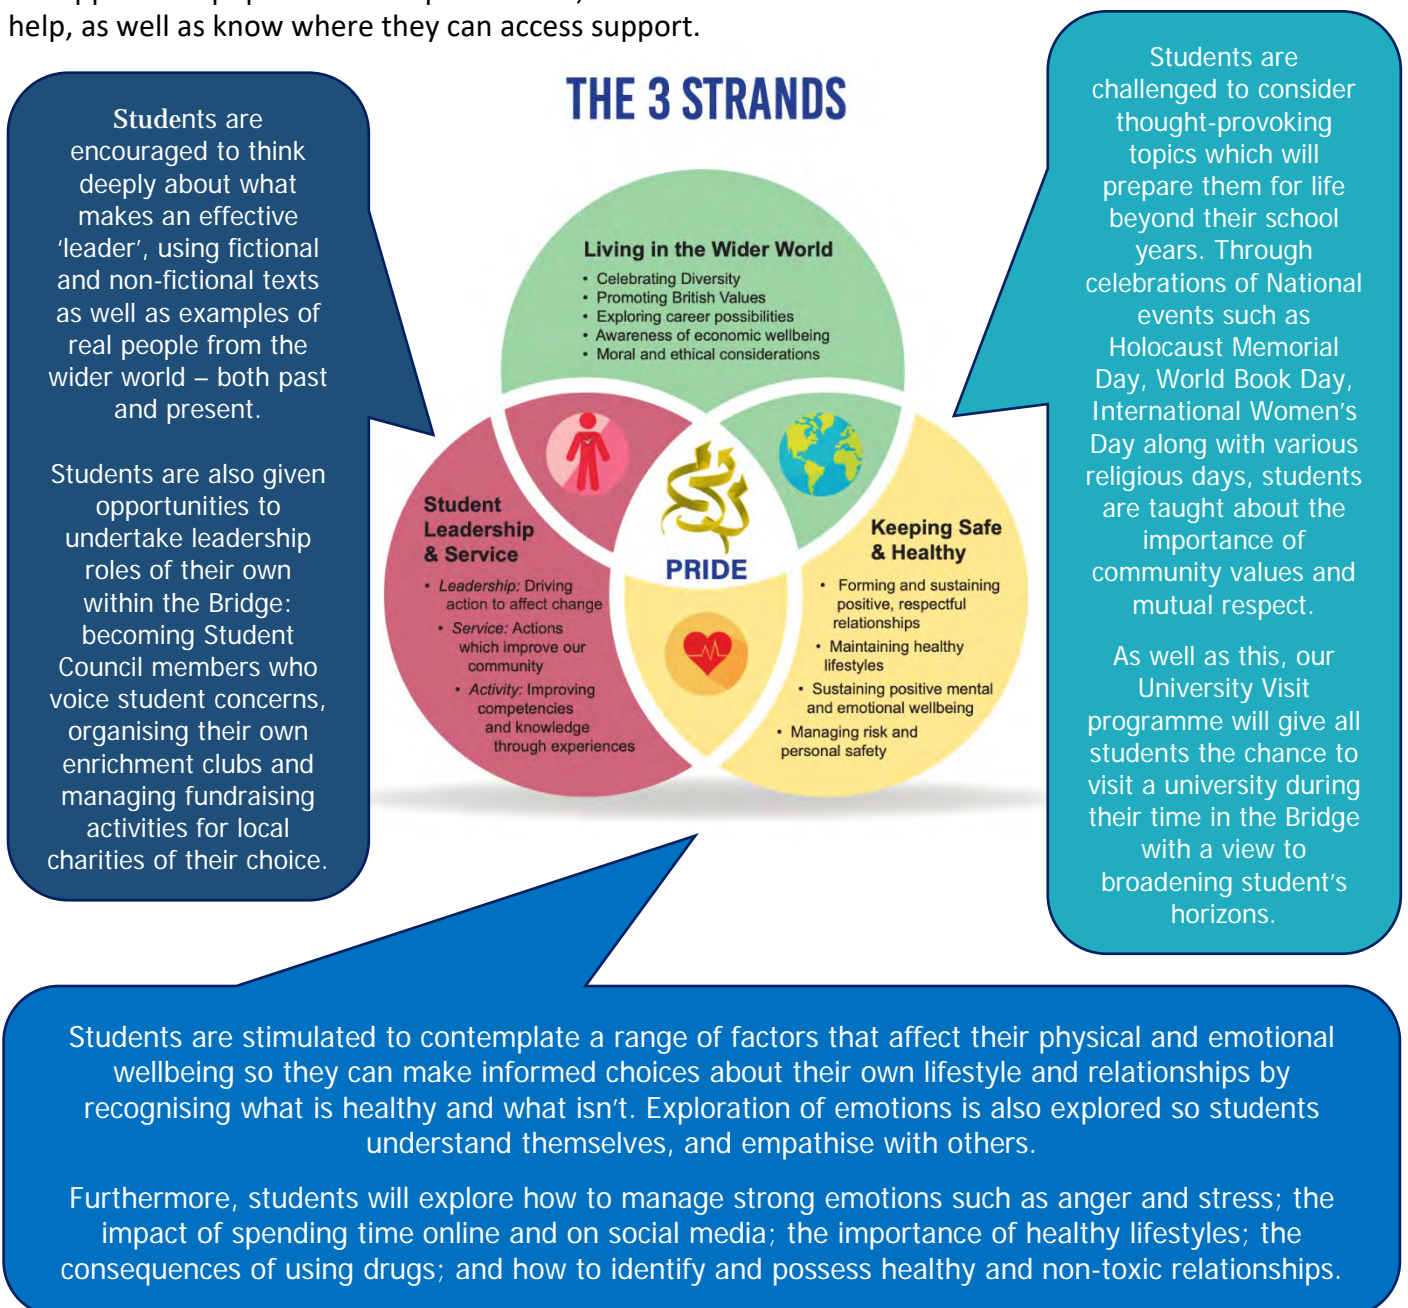 help, as well as know where they can access support.
THE 3 STRANDS
Students are
encouraged to think
deeply about what
makes an effective
‘leader’, using fictional
and non-fictional texts
as well as examples of
real people from the
wider world – both past
and present.
Students are also given
opportunities to
undertake leadership
roles of their own
within the Bridge:
becoming Student
Council members who
voice student concerns,
organising their own
enrichment clubs and
managing fundraising
activities for local
charities of their choice.
Living in the Wider World
• Celebrating Diversity
• Promoting British Values
• Exploring career possibilities
• Awareness of economic wellbeing
• Moral and ethical considerations
Student
Leadership
& Service
• Leadership: Driving
action to affect change
• Service: Actions
which improve our
community
• Activity: Improving
competencies
and knowledge
through experiences
PRIDE
Keeping Safe
& Healthy
• Forming and sustaining
positive, respectful
relationships
• Maintaining healthy
lifestyles
• Sustaining positive mental
and emotional wellbeing
• Managing risk and
personal safety
Students are
challenged to consider
thought-provoking
topics which will
prepare them for life
beyond their school
years. Through
celebrations of National
events such as
Holocaust Memorial
Day, World Book Day,
International Women’s
Day along with various
religious days, students
are taught about the
importance of
community values and
mutual respect.
As well as this, our
University Visit
programme will give all
students the chance to
visit a university during
their time in the Bridge
with a view to
broadening student’s
horizons.
Students are stimulated to contemplate a range of factors that affect their physical and emotional
wellbeing so they can make informed choices about their own lifestyle and relationships by
recognising what is healthy and what isn’t. Exploration of emotions is also explored so students
understand themselves, and empathise with others.
Furthermore, students will explore how to manage strong emotions such as anger and stress; the
impact of spending time online and on social media; the importance of healthy lifestyles; the
consequences of using drugs; and how to identify and possess healthy and non-toxic relationships.